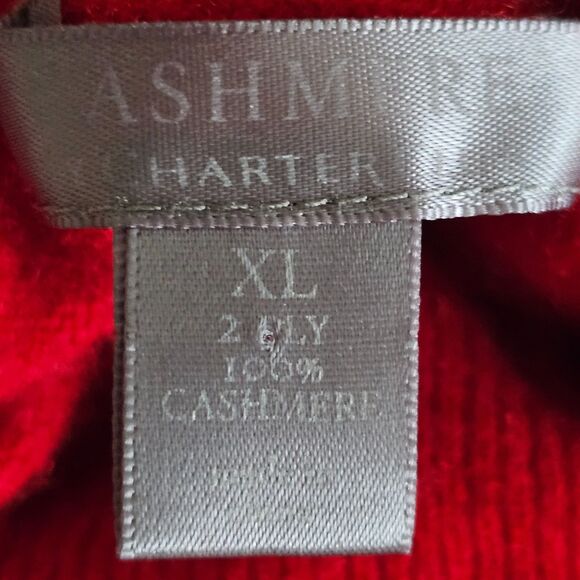 ASHMERE
CHARTER
XL
2 PLY
100%
CASHMERE